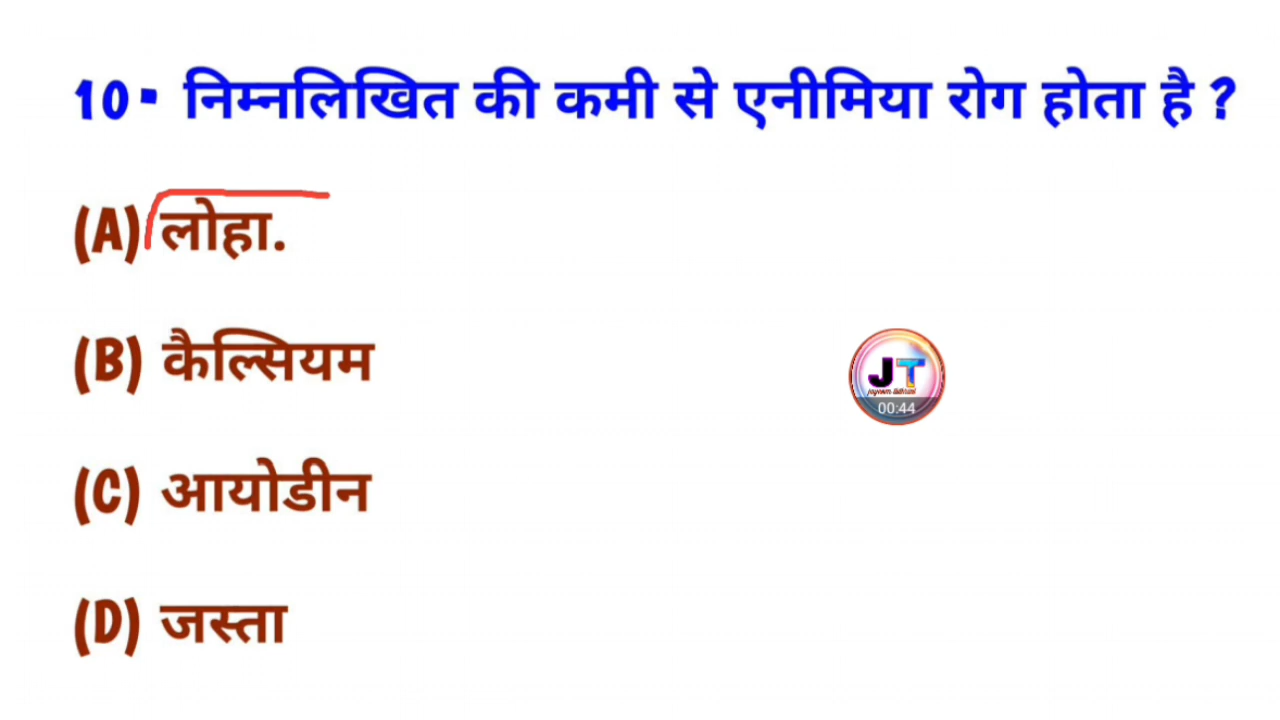 10- निम्नलिखित की कमी से एनीमिया रोग होता है ?
(A) लोहा.
(B) कैल्सियम
JT
00:44
(C) आयोडीन
(D) जस्ता